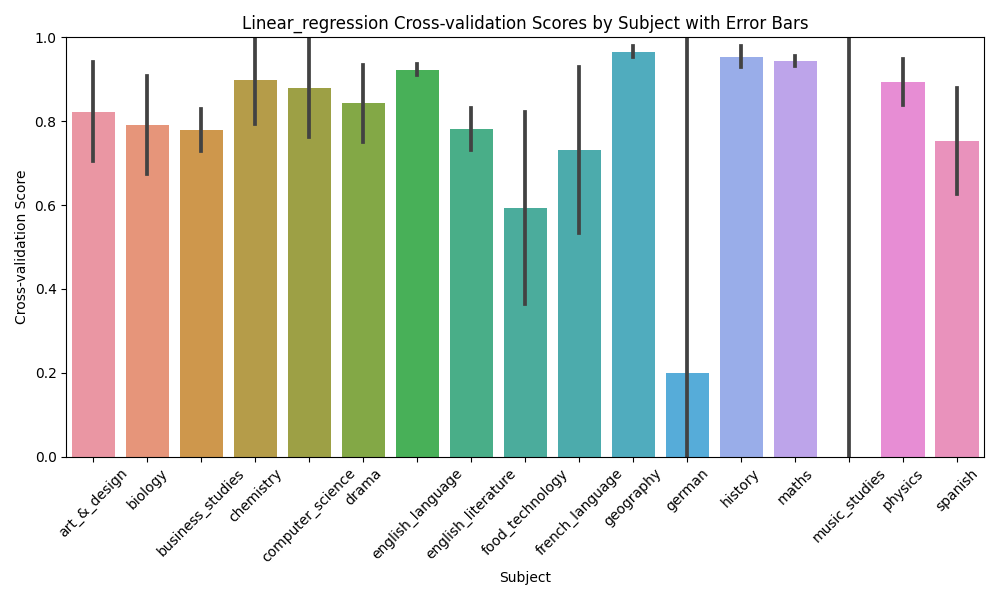 Linear_regression Cross-validation Scores by Subject with Error Bars
Cross-validation Score
1.0
0.8
0.6
0.4
0.2
0.0
art_&_design
biology
business_studies
chemistry
computer_science
drama
english_language
english_literature
food_technology
french_language
geography
german
history
maths
music_studies
physics
spanish
Subject